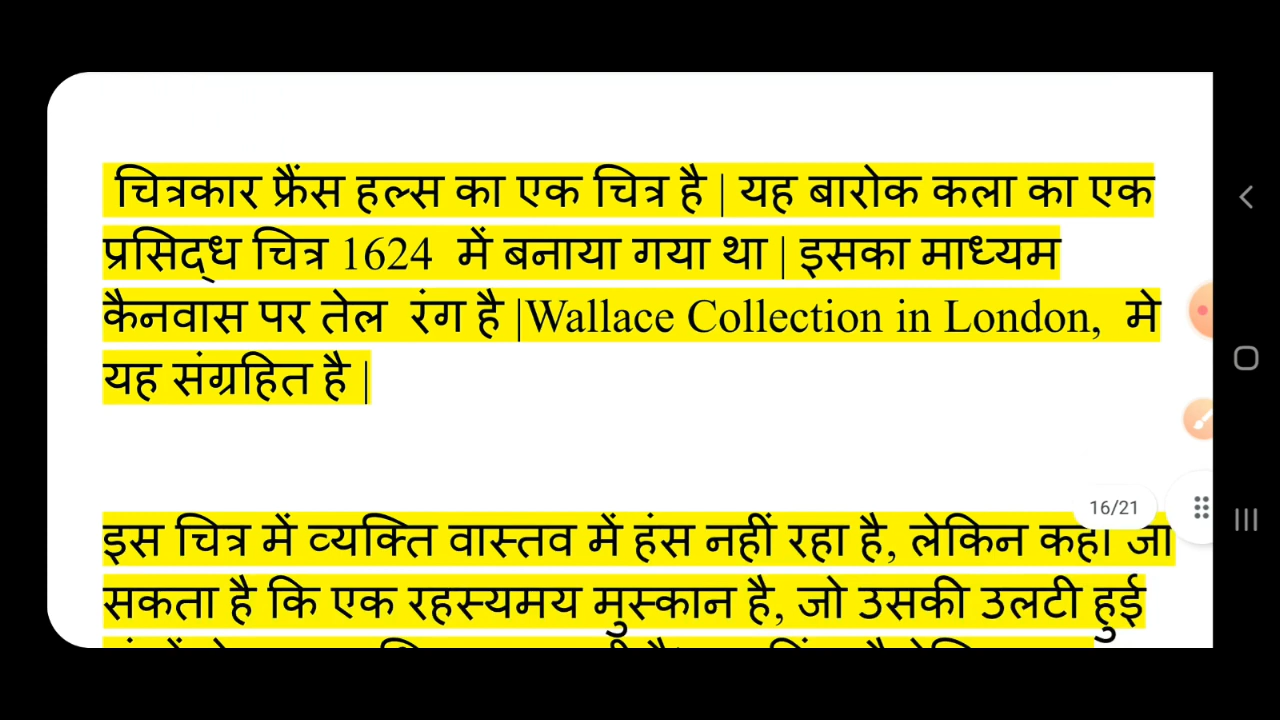 चित्रकार फ्रैंस हल्स का एक चित्र है | यह बारोक कला का एक
प्रसिद्ध चित्र 1624 में बनाया गया था | इसका माध्यम
कैनवास पर तेल रंग है |Wallace Collection in London, मे
यह संग्रहित है |
16/21
इस चित्र में व्यक्ति वास्तव में हंस नहीं रहा है, लेकिन कहा जा
सकता है कि एक रहस्यमय मुस्कान है, जो उसकी उलटी हुई